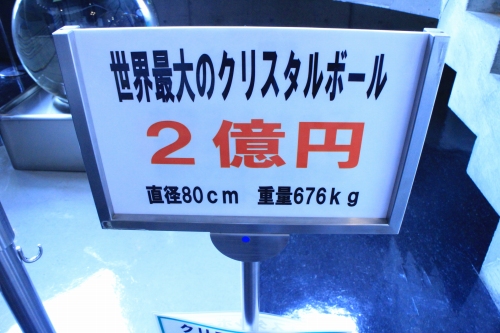 世界最大のクリスタルボール
２億円
直径80cm 重量676kg